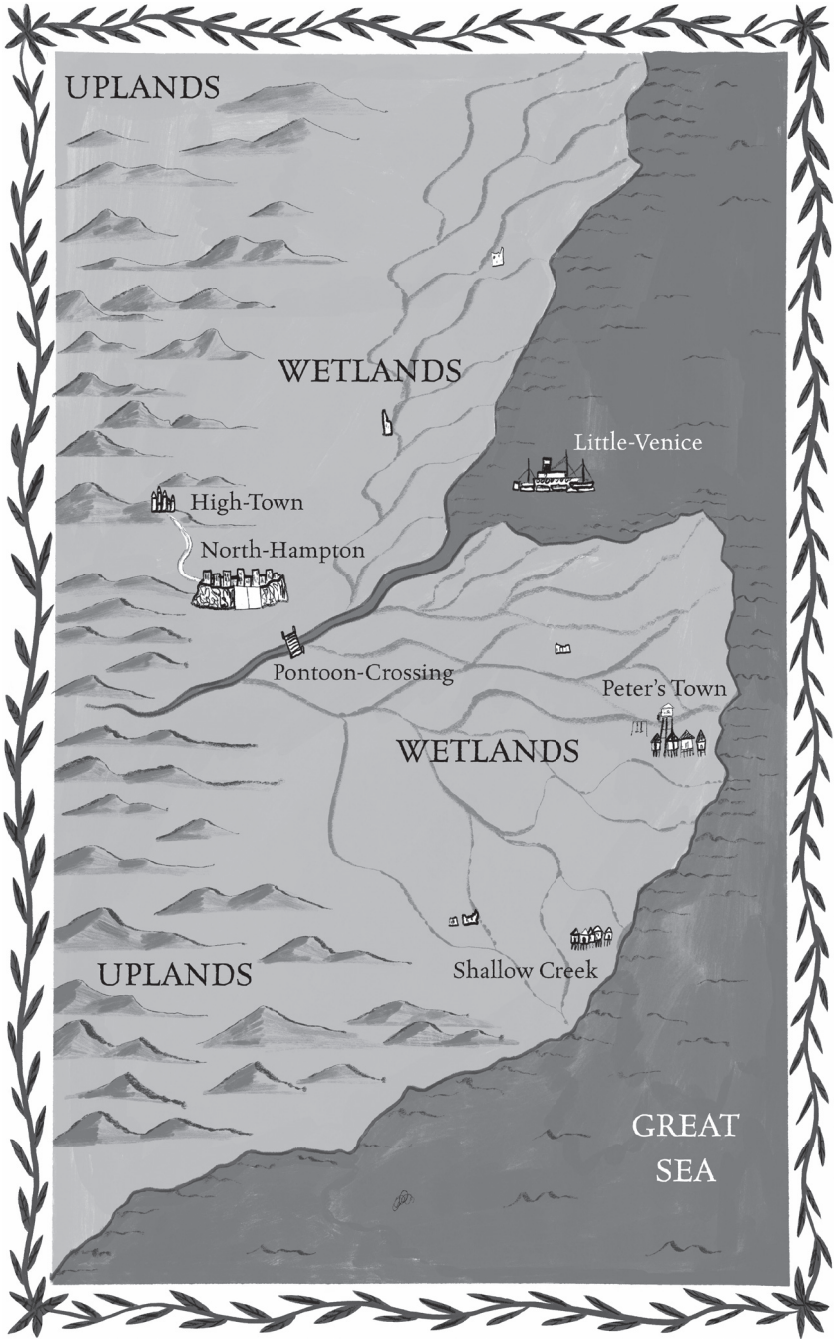 UPLANDS
WETLANDS
Little-Venice
High-Town
North-Hampton
Pontoon-Crossing
Peter's Town
WETLANDS
Shallow Creek
UPLANDS
GREAT
SEA